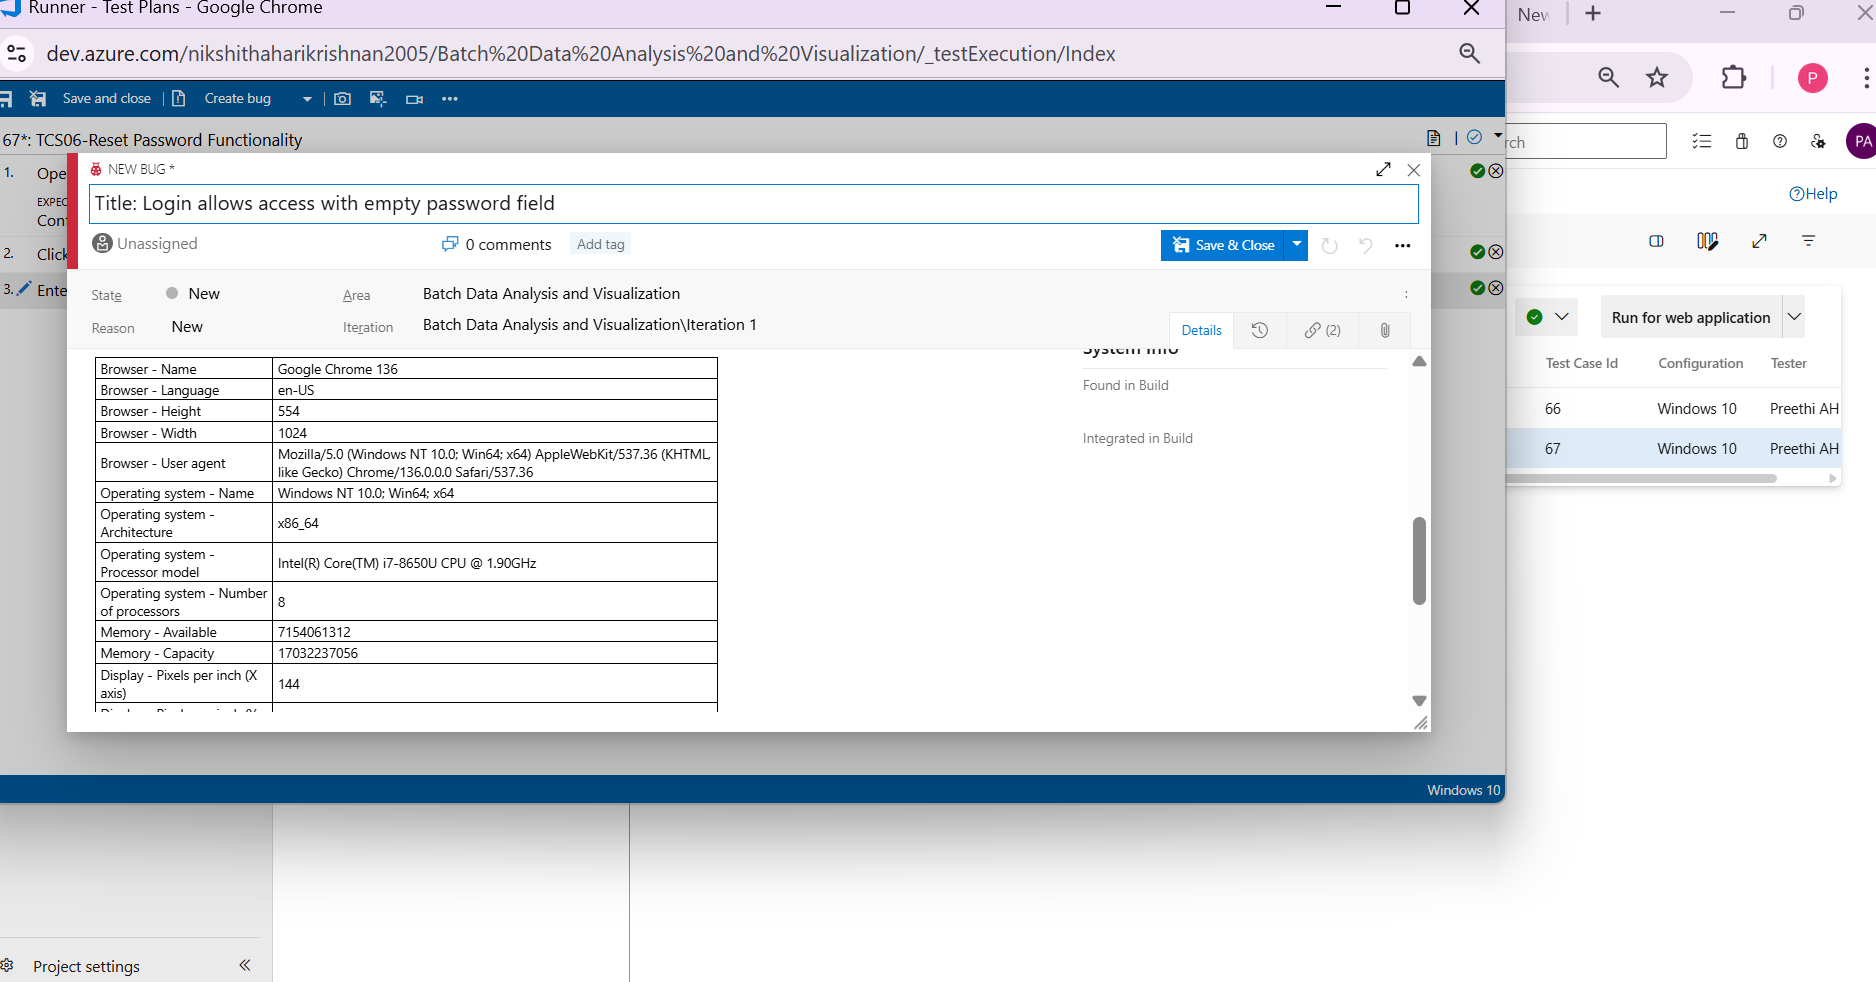 Runner - Test Plans - Google Chrome
dev.azure.com/nikshithaharikrishnan2005/Batch%20Data%20Analysis%20and%20Visualization/_testExecution/Index
Save and close
Create bug
67*: TCS06-Reset Password Functionality
1. Ope
EXPEC
Con
2. Click
3. Ente
NEW BUG *
Title: Login allows access with empty password field
Unassigned
0 comments
Add tag
Save & Close
State
New
Area
Batch Data Analysis and Visualization
Reason
New
Iteration
Batch Data Analysis and Visualization\Iteration 1
Details
(2)
System Info
Found in Build
Integrated in Build
Browser - Name Google Chrome 136
Browser - Language en-US
Browser - Height 554
Browser - Width 1024
Browser - User agent Mozilla/5.0 (Windows NT 10.0; Win64; x64) AppleWebKit/537.36 (KHTML,
like Gecko) Chrome/136.0.0.0 Safari/537.36
Operating system - Name Windows NT 10.0; Win64; x64
Operating system -
Architecture x86_64
Operating system -
Processor model Intel(R) Core(TM) i7-8650U CPU @ 1.90GHz
Operating system - Number
of processors 8
Memory - Available 7154061312
Memory - Capacity 17032237056
Display - Pixels per inch (X
axis) 144
Windows 10
Project settings
New
P
rch
PA
Help
Run for web application
Test Case Id Configuration Tester
66 Windows 10 Preethi AH
67 Windows 10 Preethi AH